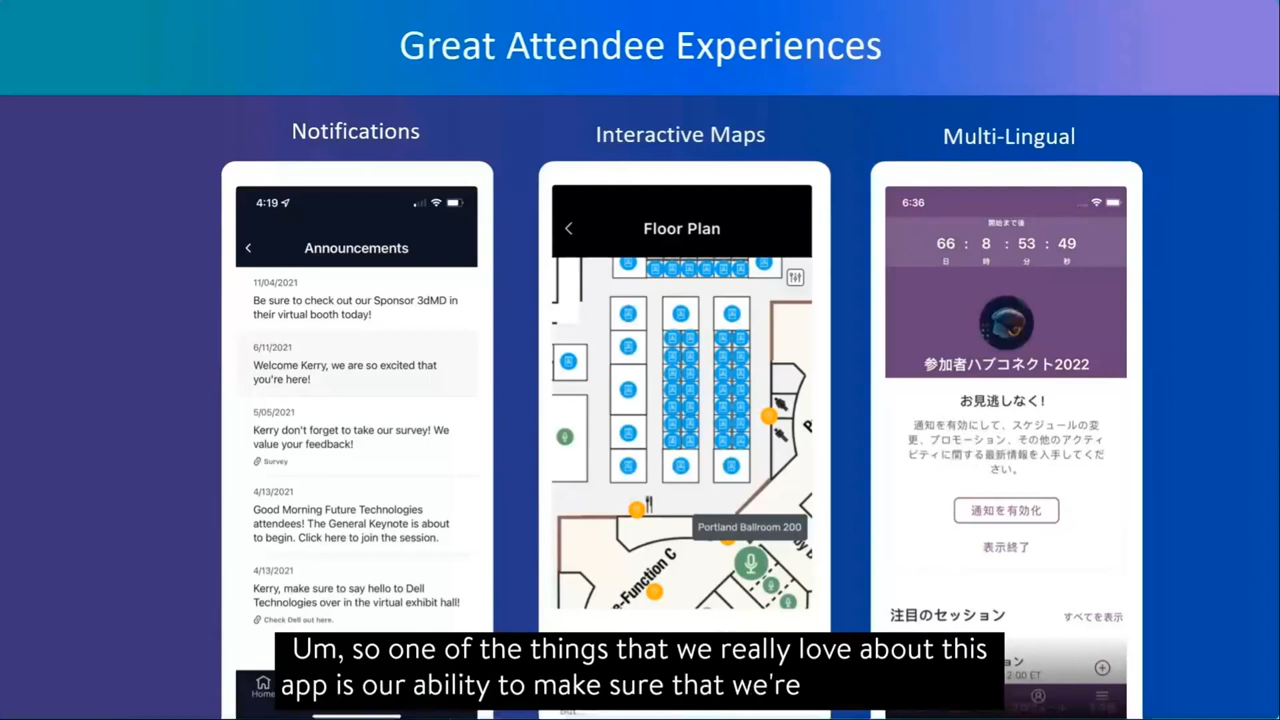 Great Attendee Experiences
Notifications
4:19
Announcements
11/04/2021
Be sure to check out our Sponsor 3dMD in
their virtual booth today!
6/11/2021
Welcome Kerry, we are so excited that
you're here!
5/05/2021
Kerry don't forget to take our survey! We
value your feedback!
Survey
4/13/2021
Good Morning Future Technologies
attendees! The General Keynote is about
to begin. Click here to join the session.
4/13/2021
Kerry, make sure to say hello to Dell
Technologies over in the virtual exhibit hall!
Check Dell out here.
Home
Interactive Maps
Floor Plan
Portland Ballroom 200
e-Function C
Multi-Lingual
6:36
開始まで後
66 : 8 : 53 : 49
日 時 分 秒
参加者ハブコネクト2022
お見逃しなく!
通知を有効にして、スケジュールの変
更、プロモーション、その他のアクティ
ビティに関する最新情報を入手してくだ
さい。
通知を有効化
表示終了
注目のセッション すべてを表示
ョン
2:00 ET
Um, so one of the things that we really love about this
app is our ability to make sure that we're